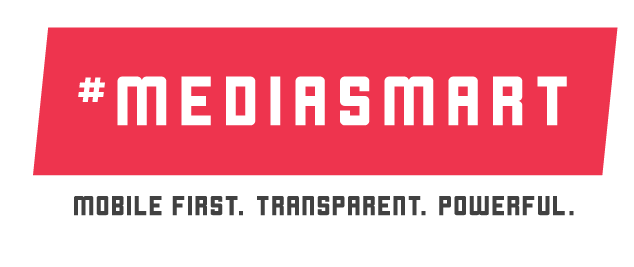 #MEDIASMART
MOBILE FIRST. TRANSPARENT. POWERFUL.